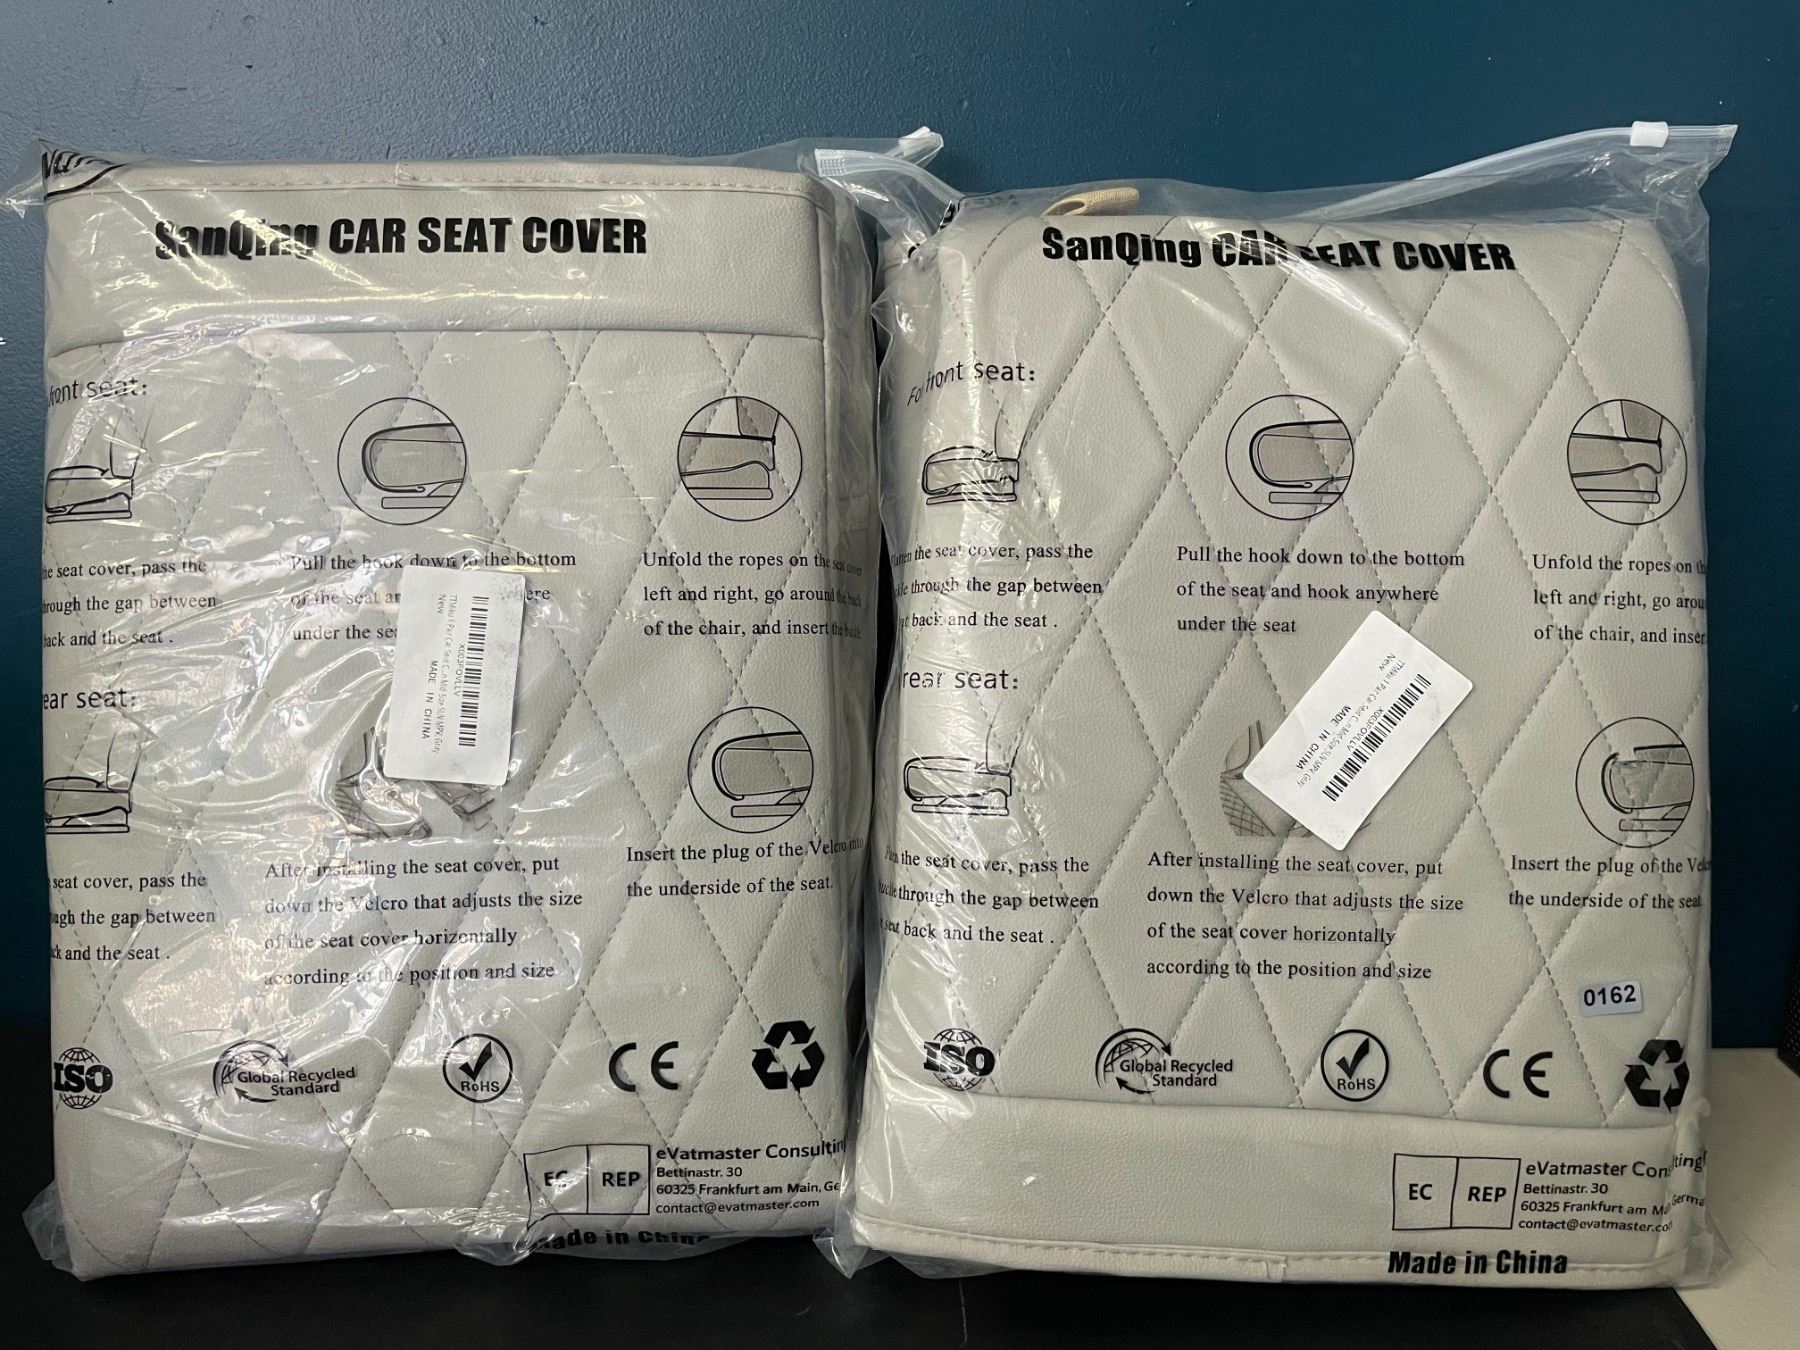 SanQing CAR SEAT COVER
front seat:
the seat cover, pass the
through the gap between
back and the seat .
Pull the hook down to the bottom
of the seat
under the
Unfold the ropes on the seat cover
left and right, go around the back
of the chair, and insert the buckle
New
X003FOVLLV
MADE IN CHINA
rear seat:
seat cover, pass the
through the gap between
back and the seat .
After installing the seat cover, put
down the Velcro that adjusts the size
of the seat cover horizontally
according to the position and size
Insert the plug of the Velcro into
the underside of the seat.
ISO
Global Recycled
Standard
RoHS
CE
EC REP
eVatmaster Consulting
Bettinastr. 30
60325 Frankfurt am Main, Ge
contact@evatmaster.com
Made in China
SanQing CAR SEAT COVER
For front seat:
the seat cover, pass the
through the gap between
back and the seat .
Pull the hook down to the bottom
of the seat and hook anywhere
under the seat
Unfold the ropes on
left and right, go
of the chair, and insert
New
X003FOVLLV
MADE IN CHINA
rear seat:
the seat cover, pass the
buckle through the gap between
seat back and the seat .
After installing the seat cover, put
down the Velcro that adjusts the size
of the seat cover horizontally
according to the position and size
Insert the plug of the
the underside of the seat
0162
ISO
Global Recycled
Standard
RoHS
CE
EC REP
eVatmaster Consulting
Bettinastr. 30
60325 Frankfurt am Germa
contact@evatmaster.co
Made in China